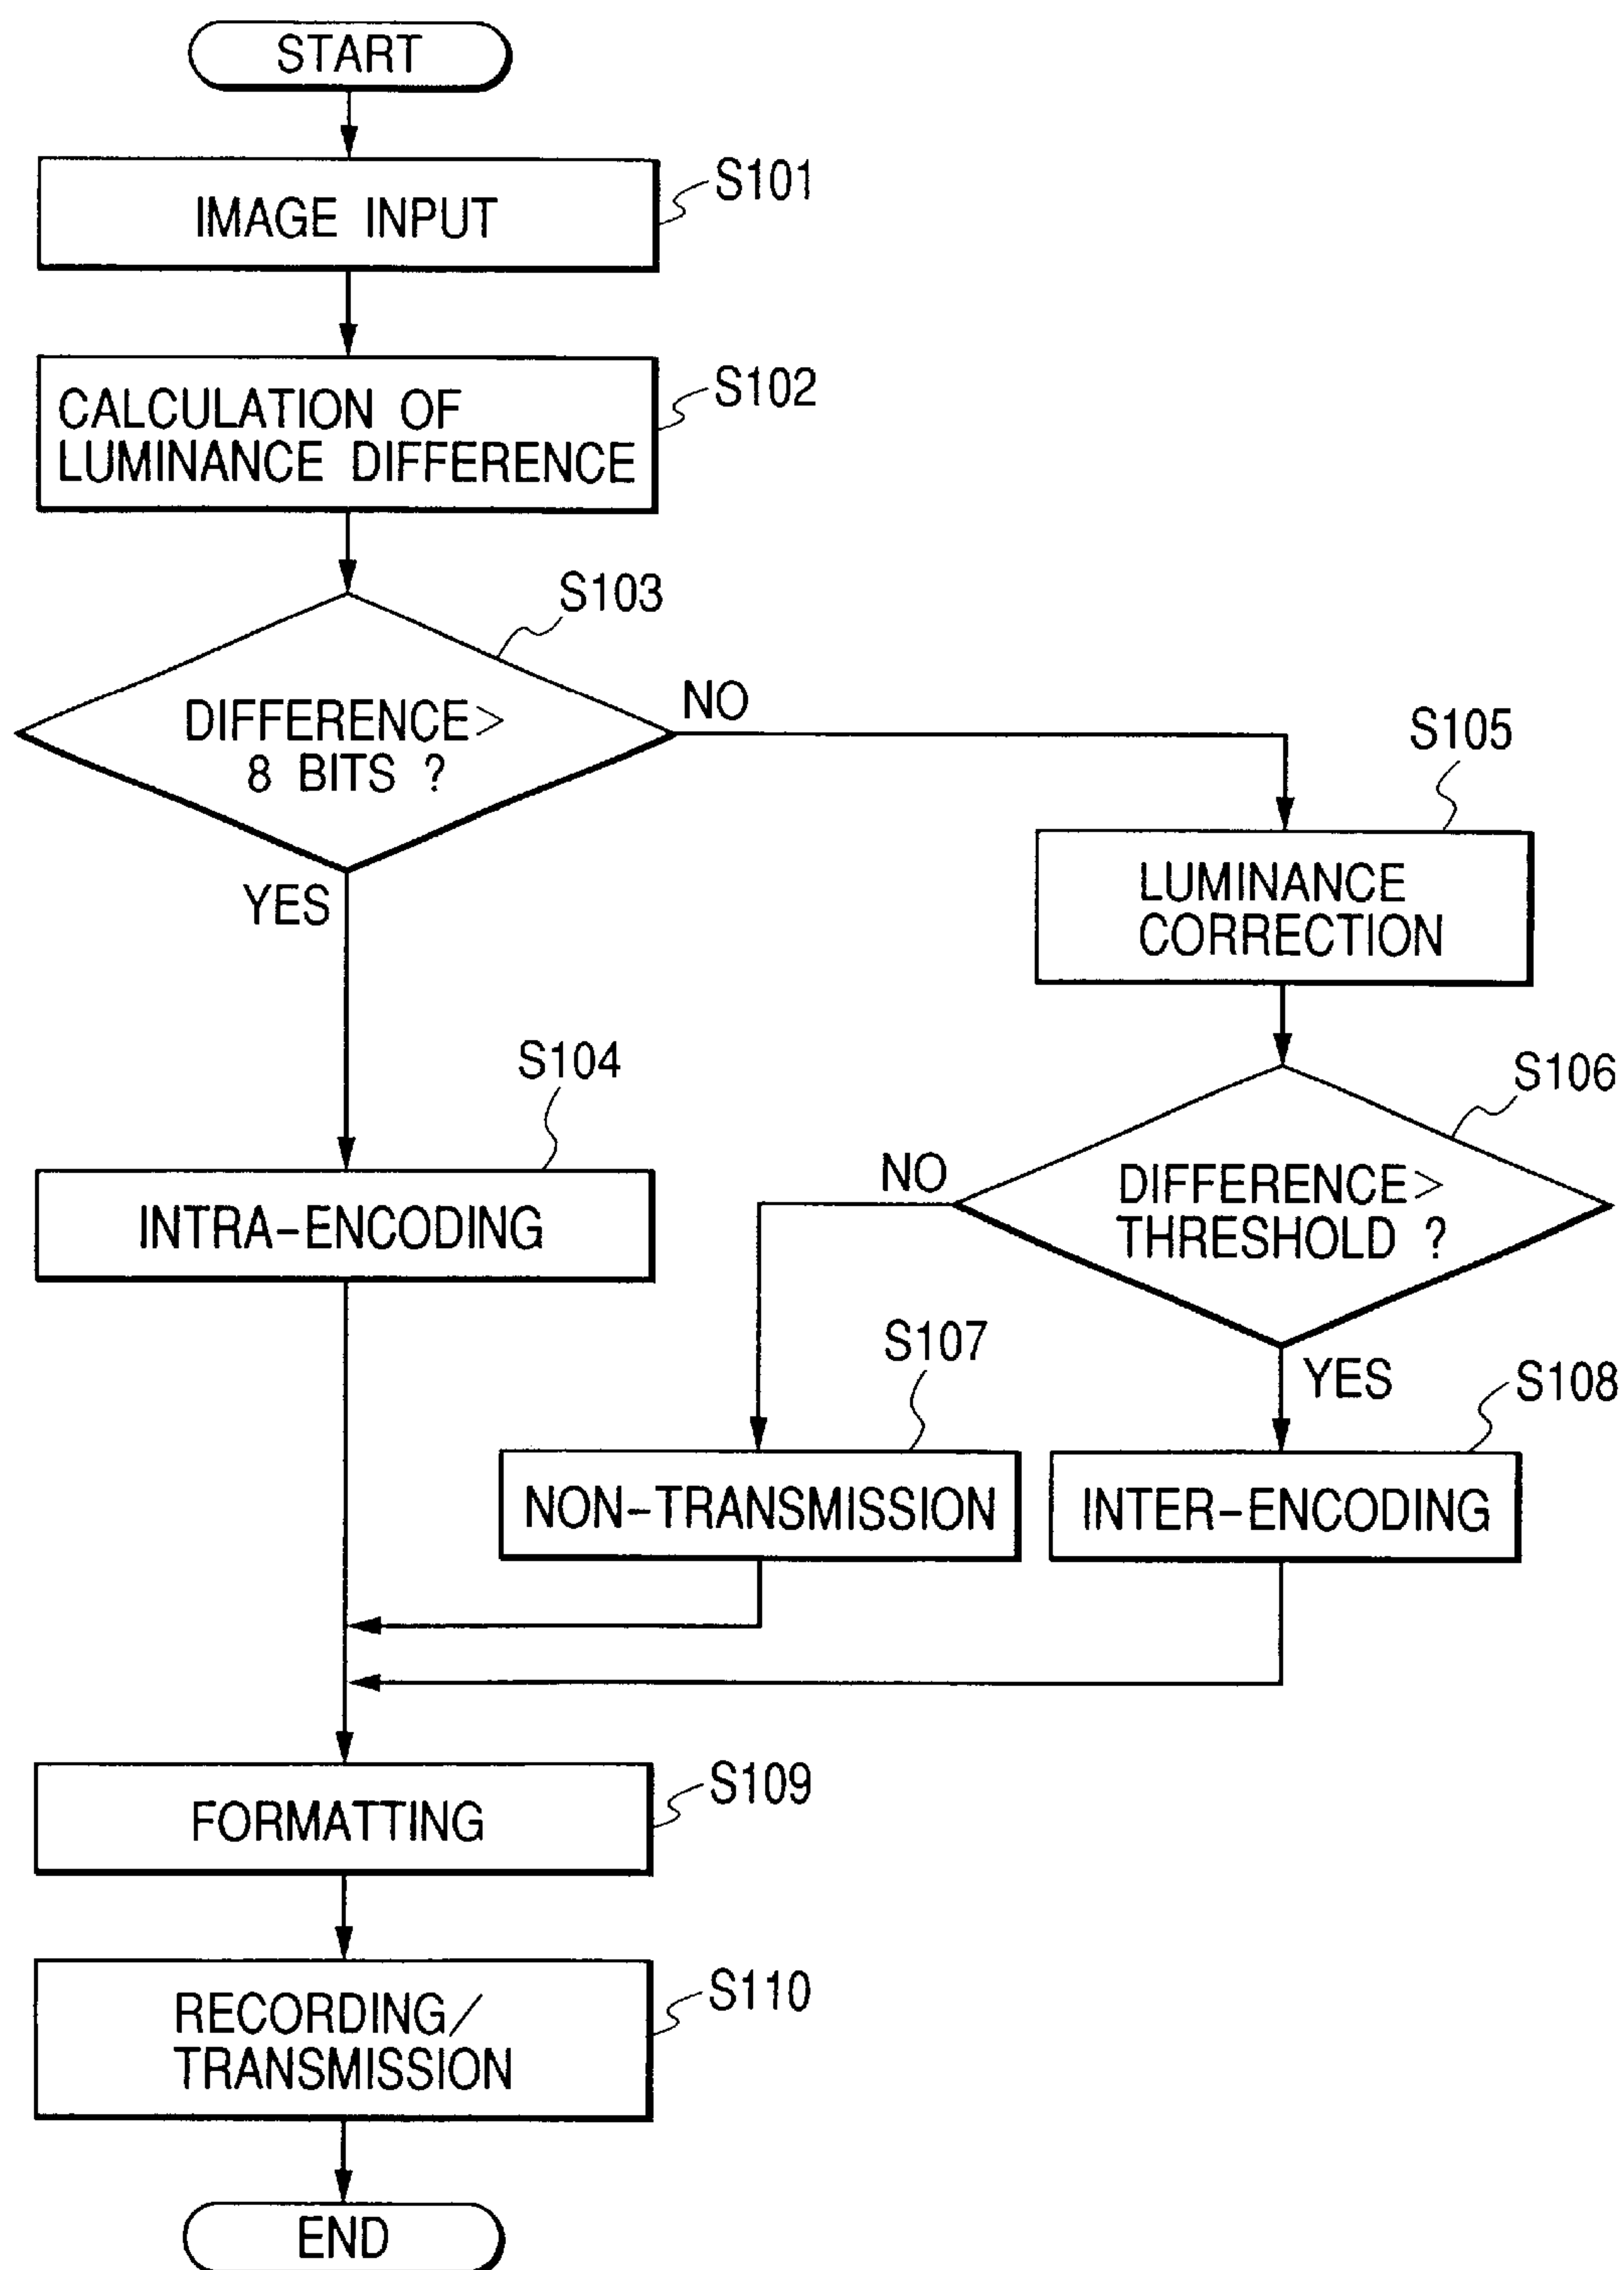 START
IMAGE INPUT
S101
CALCULATION OF
LUMINANCE DIFFERENCE
S102
S103
DIFFERENCE>
8 BITS ?
NO
YES
S105
LUMINANCE
CORRECTION
S104
INTRA-ENCODING
S106
DIFFERENCE>
THRESHOLD ?
NO
YES
S107
NON-TRANSMISSION
S108
INTER-ENCODING
FORMATTING
S109
RECORDING/
TRANSMISSION
S110
END